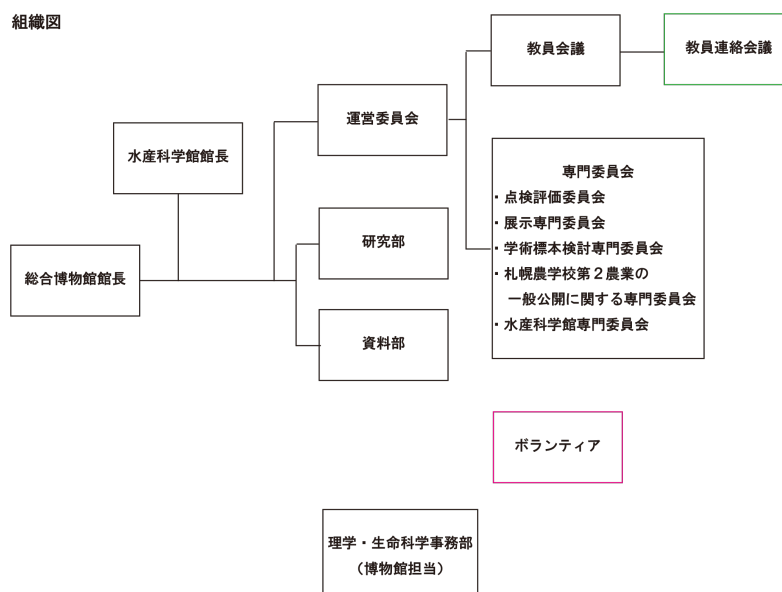 組織図
教員会議
教員連絡会議
運営委員会
水産科学館館長
専門委員会
・点検評価委員会
・展示専門委員会
・学術標本検討専門委員会
・札幌農学校第２農業の
一般公開に関する専門委員会
・水産科学館専門委員会
研究部
総合博物館館長
資料部
ボランティア
理学・生命科学事務部
（博物館担当）